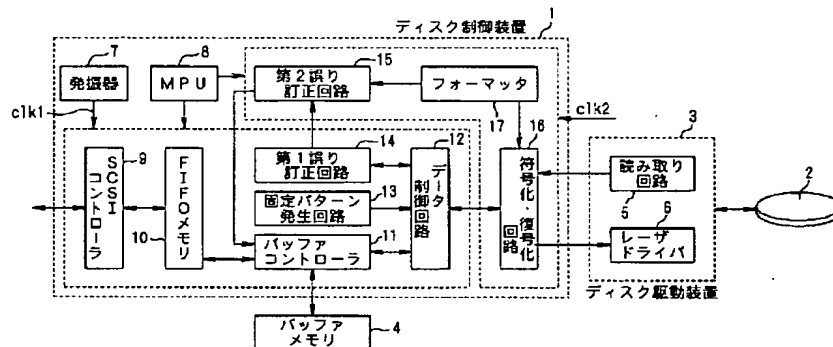 ディスク制御装置
1
7
発振器
clk1
8
MPU
15
第2誤り
訂正回路
フォーマッタ
17
clk2
16
符号化・復号化
回路
3
読み取り
回路
5
6
レーザ
ドライバ
2
ディスク駆動装置
9
SCSI
コントローラ
FIFOメモリ
10
14
第1誤り
訂正回路
13
固定パターン
発生回路
11
バッファ
コントローラ
12
データ
制御回路
バッファ
メモリ
4